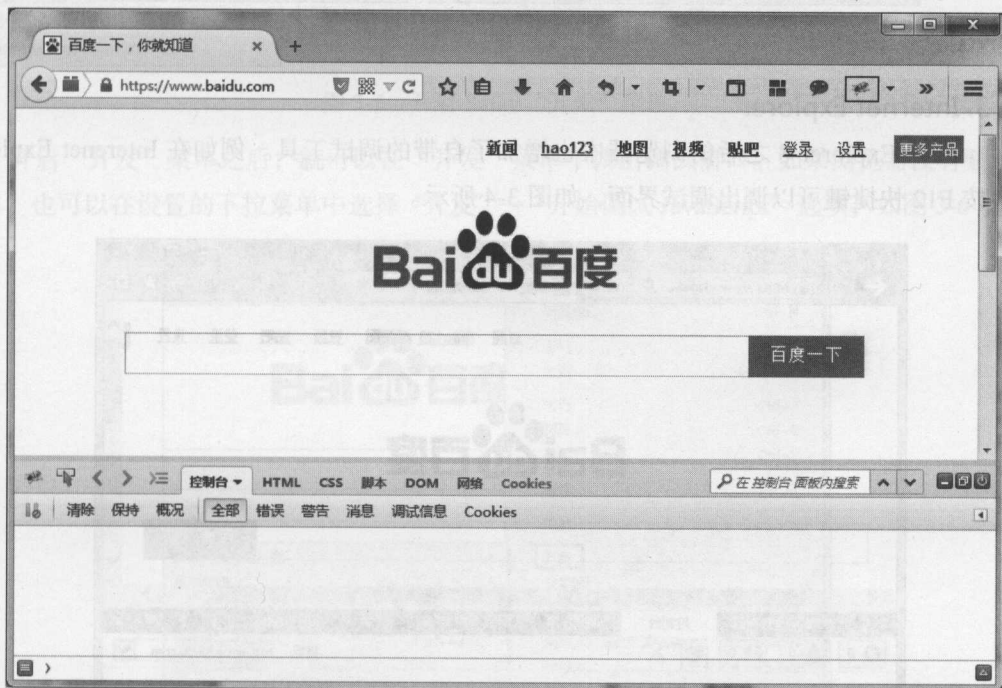 百度一下，你就知道
https://www.baidu.com
新闻 hao123 地图 视频 贴吧 登录 设置 更多产品
Bai du 百度
百度一下
控制台 HTML CSS 脚本 DOM 网络 Cookies 在 控制台 面板内搜索
清除 保持 概况 全部 错误 警告 消息 调试信息 Cookies